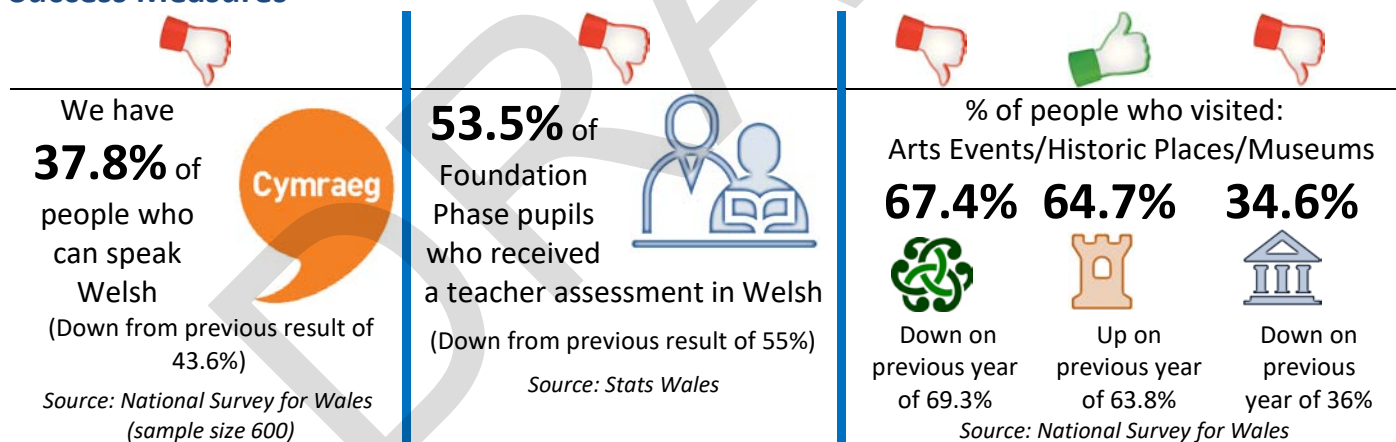 Success Measures
We have
37.8% of
people who
can speak
Welsh
Cymraeg
(Down from previous result of
43.6%)
Source: National Survey for Wales
(sample size 600)
53.5% of
Foundation
Phase pupils
who received
a teacher assessment in Welsh
(Down from previous result of 55%)
Source: Stats Wales
% of people who visited:
Arts Events/Historic Places/Museums
67.4% 64.7% 34.6%
Down on
previous year
of 69.3%
Up on
previous year
of 63.8%
Down on
previous
year of 36%
Source: National Survey for Wales